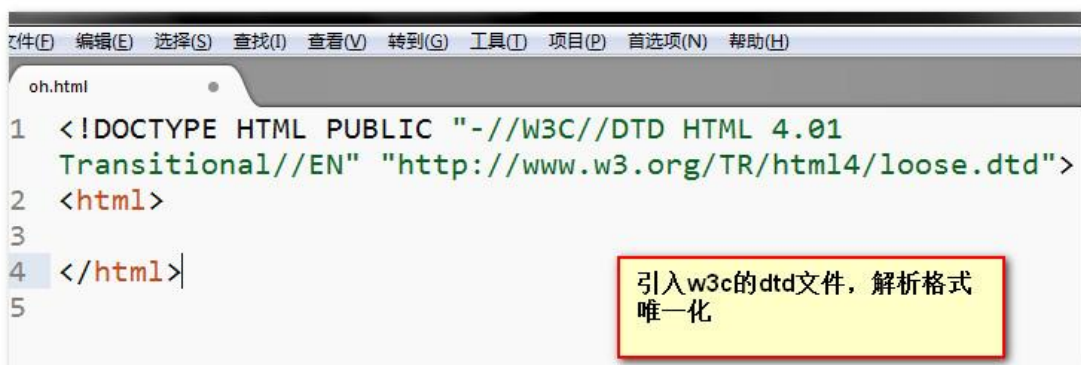 文件(F) 编辑(E) 选择(S) 查找(I) 查看(V) 转到(G) 工具(T) 项目(P) 首选项(N) 帮助(H)
oh.html
1 <!DOCTYPE HTML PUBLIC "-//W3C//DTD HTML 4.01
Transitional//EN" "http://www.w3.org/TR/html4/loose.dtd">
2 <html>
3
4 </html>
5
引入w3c的dtd文件，解析格式
唯一化